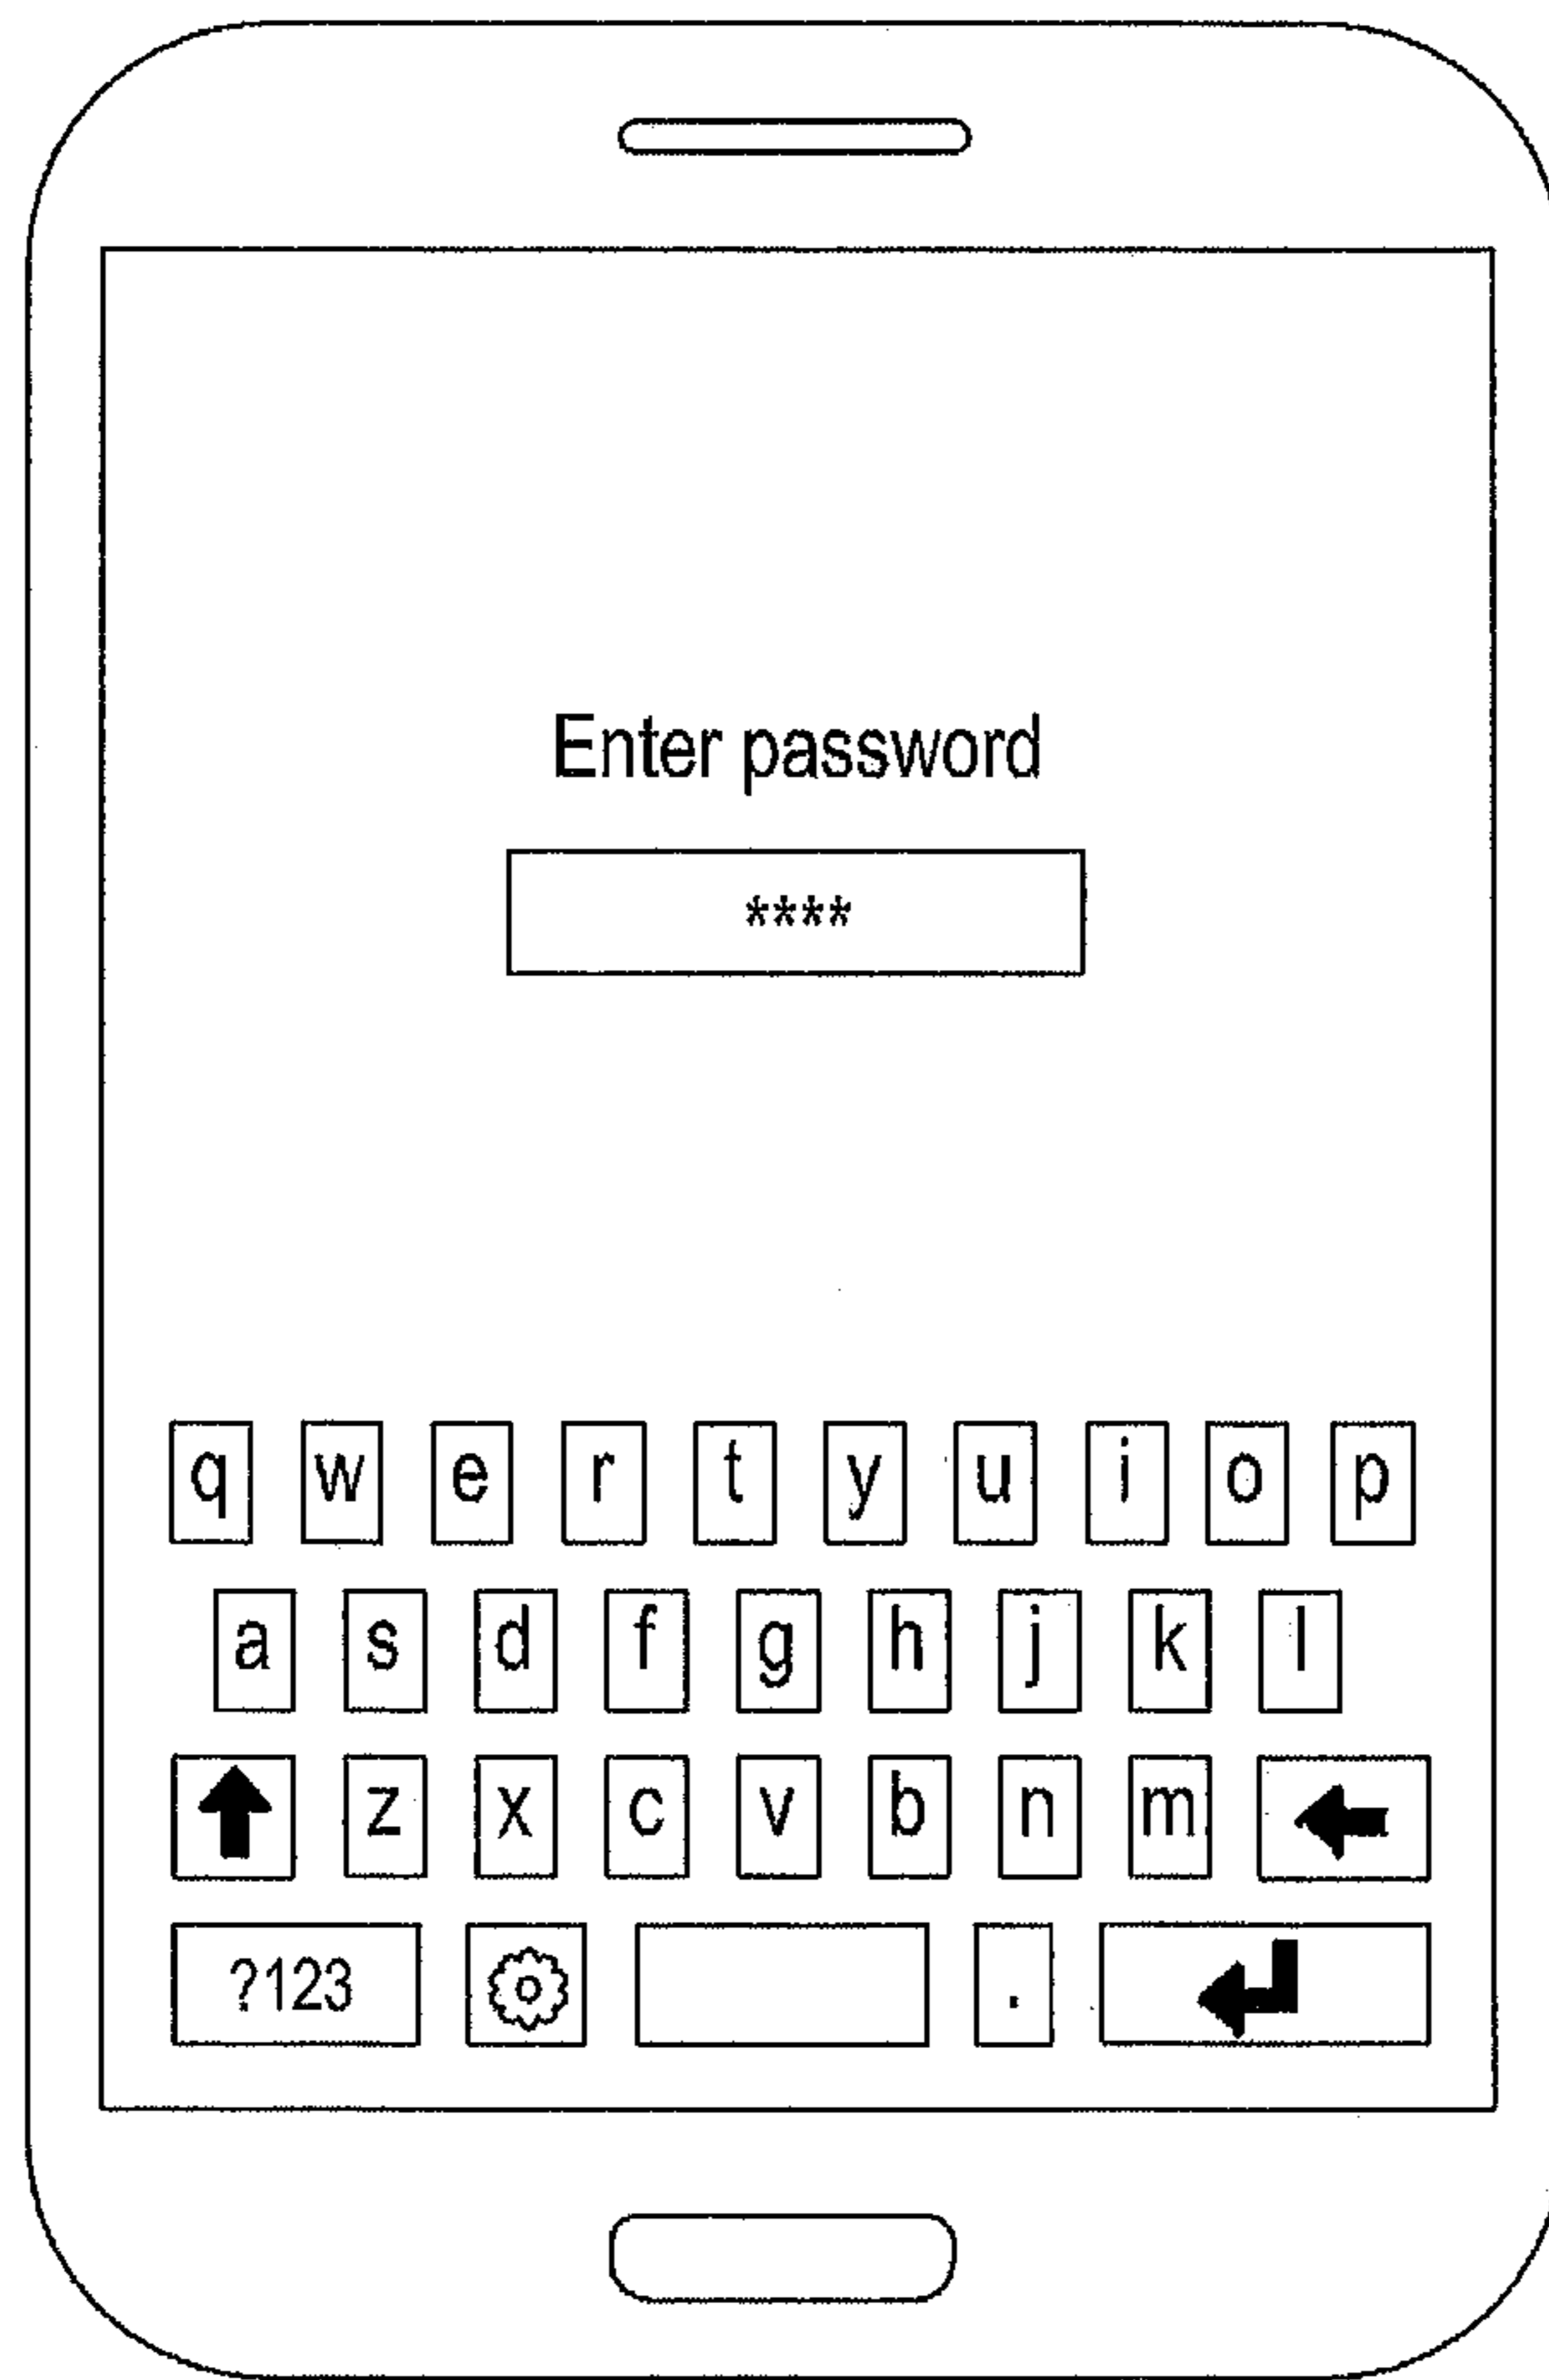 Enter password
****
q w e r t y u i o p
a s d f g h j k l
z x c v b n m
?123 .